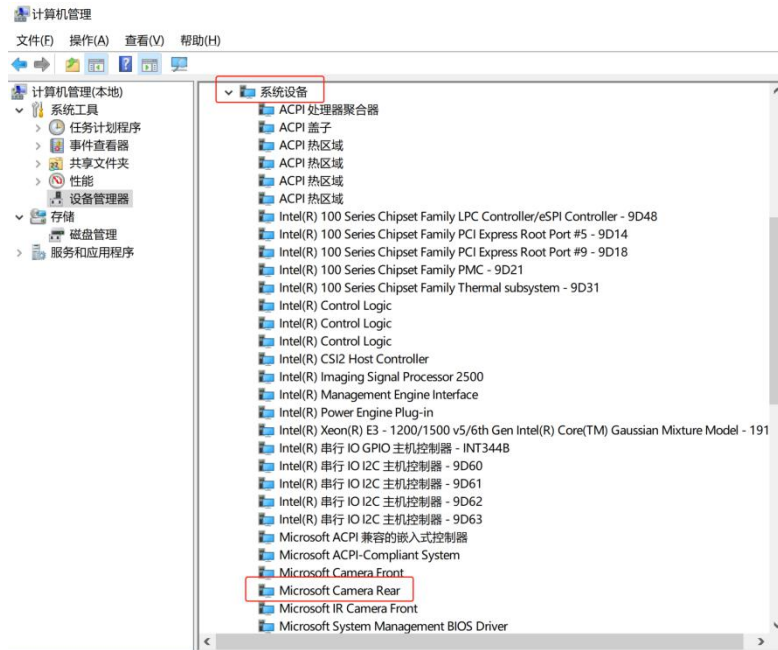 计算机管理
文件(F) 操作(A) 查看(V) 帮助(H)
计算机管理(本地)
系统工具
任务计划程序
事件查看器
共享文件夹
性能
设备管理器
存储
磁盘管理
服务和应用程序
系统设备
ACPI 处理器聚合器
ACPI 盖子
ACPI 热区域
ACPI 热区域
ACPI 热区域
ACPI 热区域
Intel(R) 100 Series Chipset Family LPC Controller/eSPI Controller - 9D48
Intel(R) 100 Series Chipset Family PCI Express Root Port #5 - 9D14
Intel(R) 100 Series Chipset Family PCI Express Root Port #9 - 9D18
Intel(R) 100 Series Chipset Family PMC - 9D21
Intel(R) 100 Series Chipset Family Thermal subsystem - 9D31
Intel(R) Control Logic
Intel(R) Control Logic
Intel(R) Control Logic
Intel(R) CSI2 Host Controller
Intel(R) Imaging Signal Processor 2500
Intel(R) Management Engine Interface
Intel(R) Power Engine Plug-in
Intel(R) Xeon(R) E3 - 1200/1500 v5/6th Gen Intel(R) Core(TM) Gaussian Mixture Model - 191
Intel(R) 串行 IO GPIO 主机控制器 - INT344B
Intel(R) 串行 IO I2C 主机控制器 - 9D60
Intel(R) 串行 IO I2C 主机控制器 - 9D61
Intel(R) 串行 IO I2C 主机控制器 - 9D62
Intel(R) 串行 IO I2C 主机控制器 - 9D63
Microsoft ACPI 兼容的嵌入式控制器
Microsoft ACPI-Compliant System
Microsoft Camera Front
Microsoft Camera Rear
Microsoft IR Camera Front
Microsoft System Management BIOS Driver